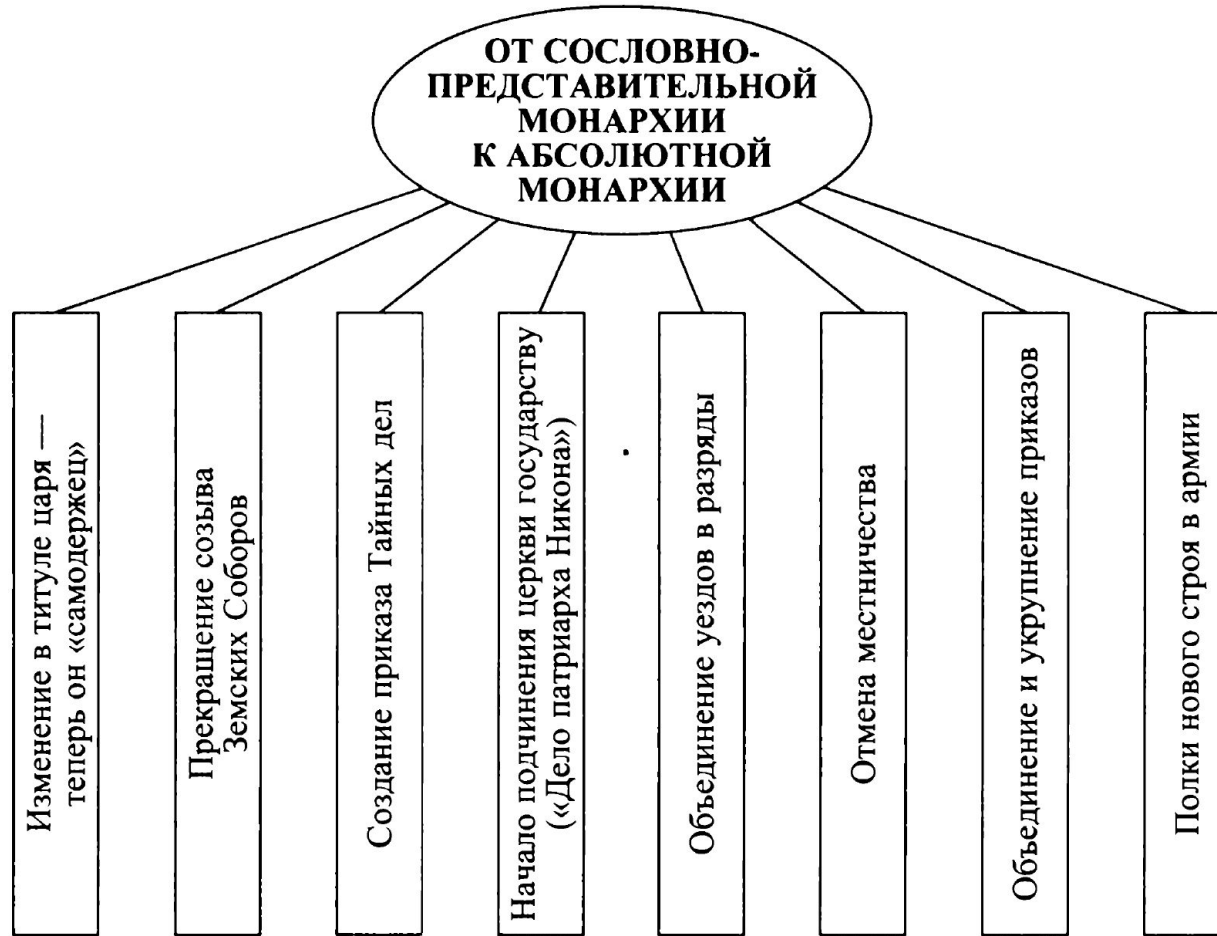 ОТ СОСЛОВНО-
ПРЕДСТАВИТЕЛЬНОЙ
МОНАРХИИ
К АБСОЛЮТНОЙ
МОНАРХИИ
Изменение в титуле царя —
теперь он «самодержец»
Прекращение созыва
Земских Соборов
Создание приказа Тайных дел
Начало подчинения церкви государству
(«Дело патриарха Никона»)
Объединение уездов в разряды
Отмена местничества
Объединение и укрупнение приказов
Полки нового строя в армии